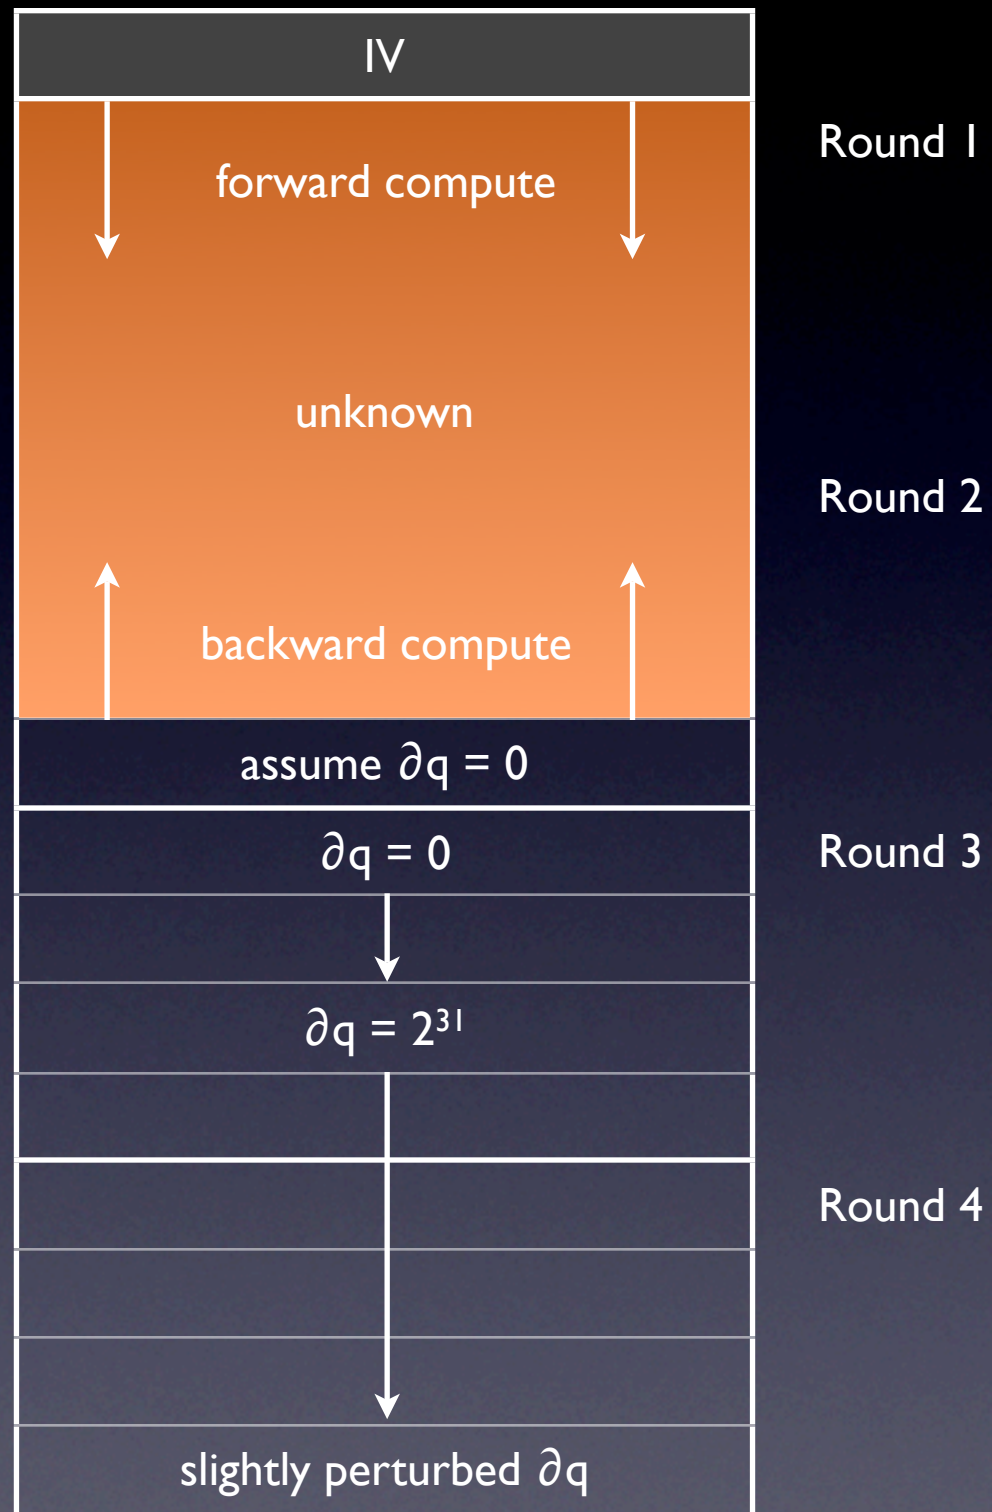 IV
Round 1
forward compute
unknown
Round 2
backward compute
assume ∂q = 0
∂q = 0
Round 3
∂q = 2³¹
Round 4
slightly perturbed ∂q